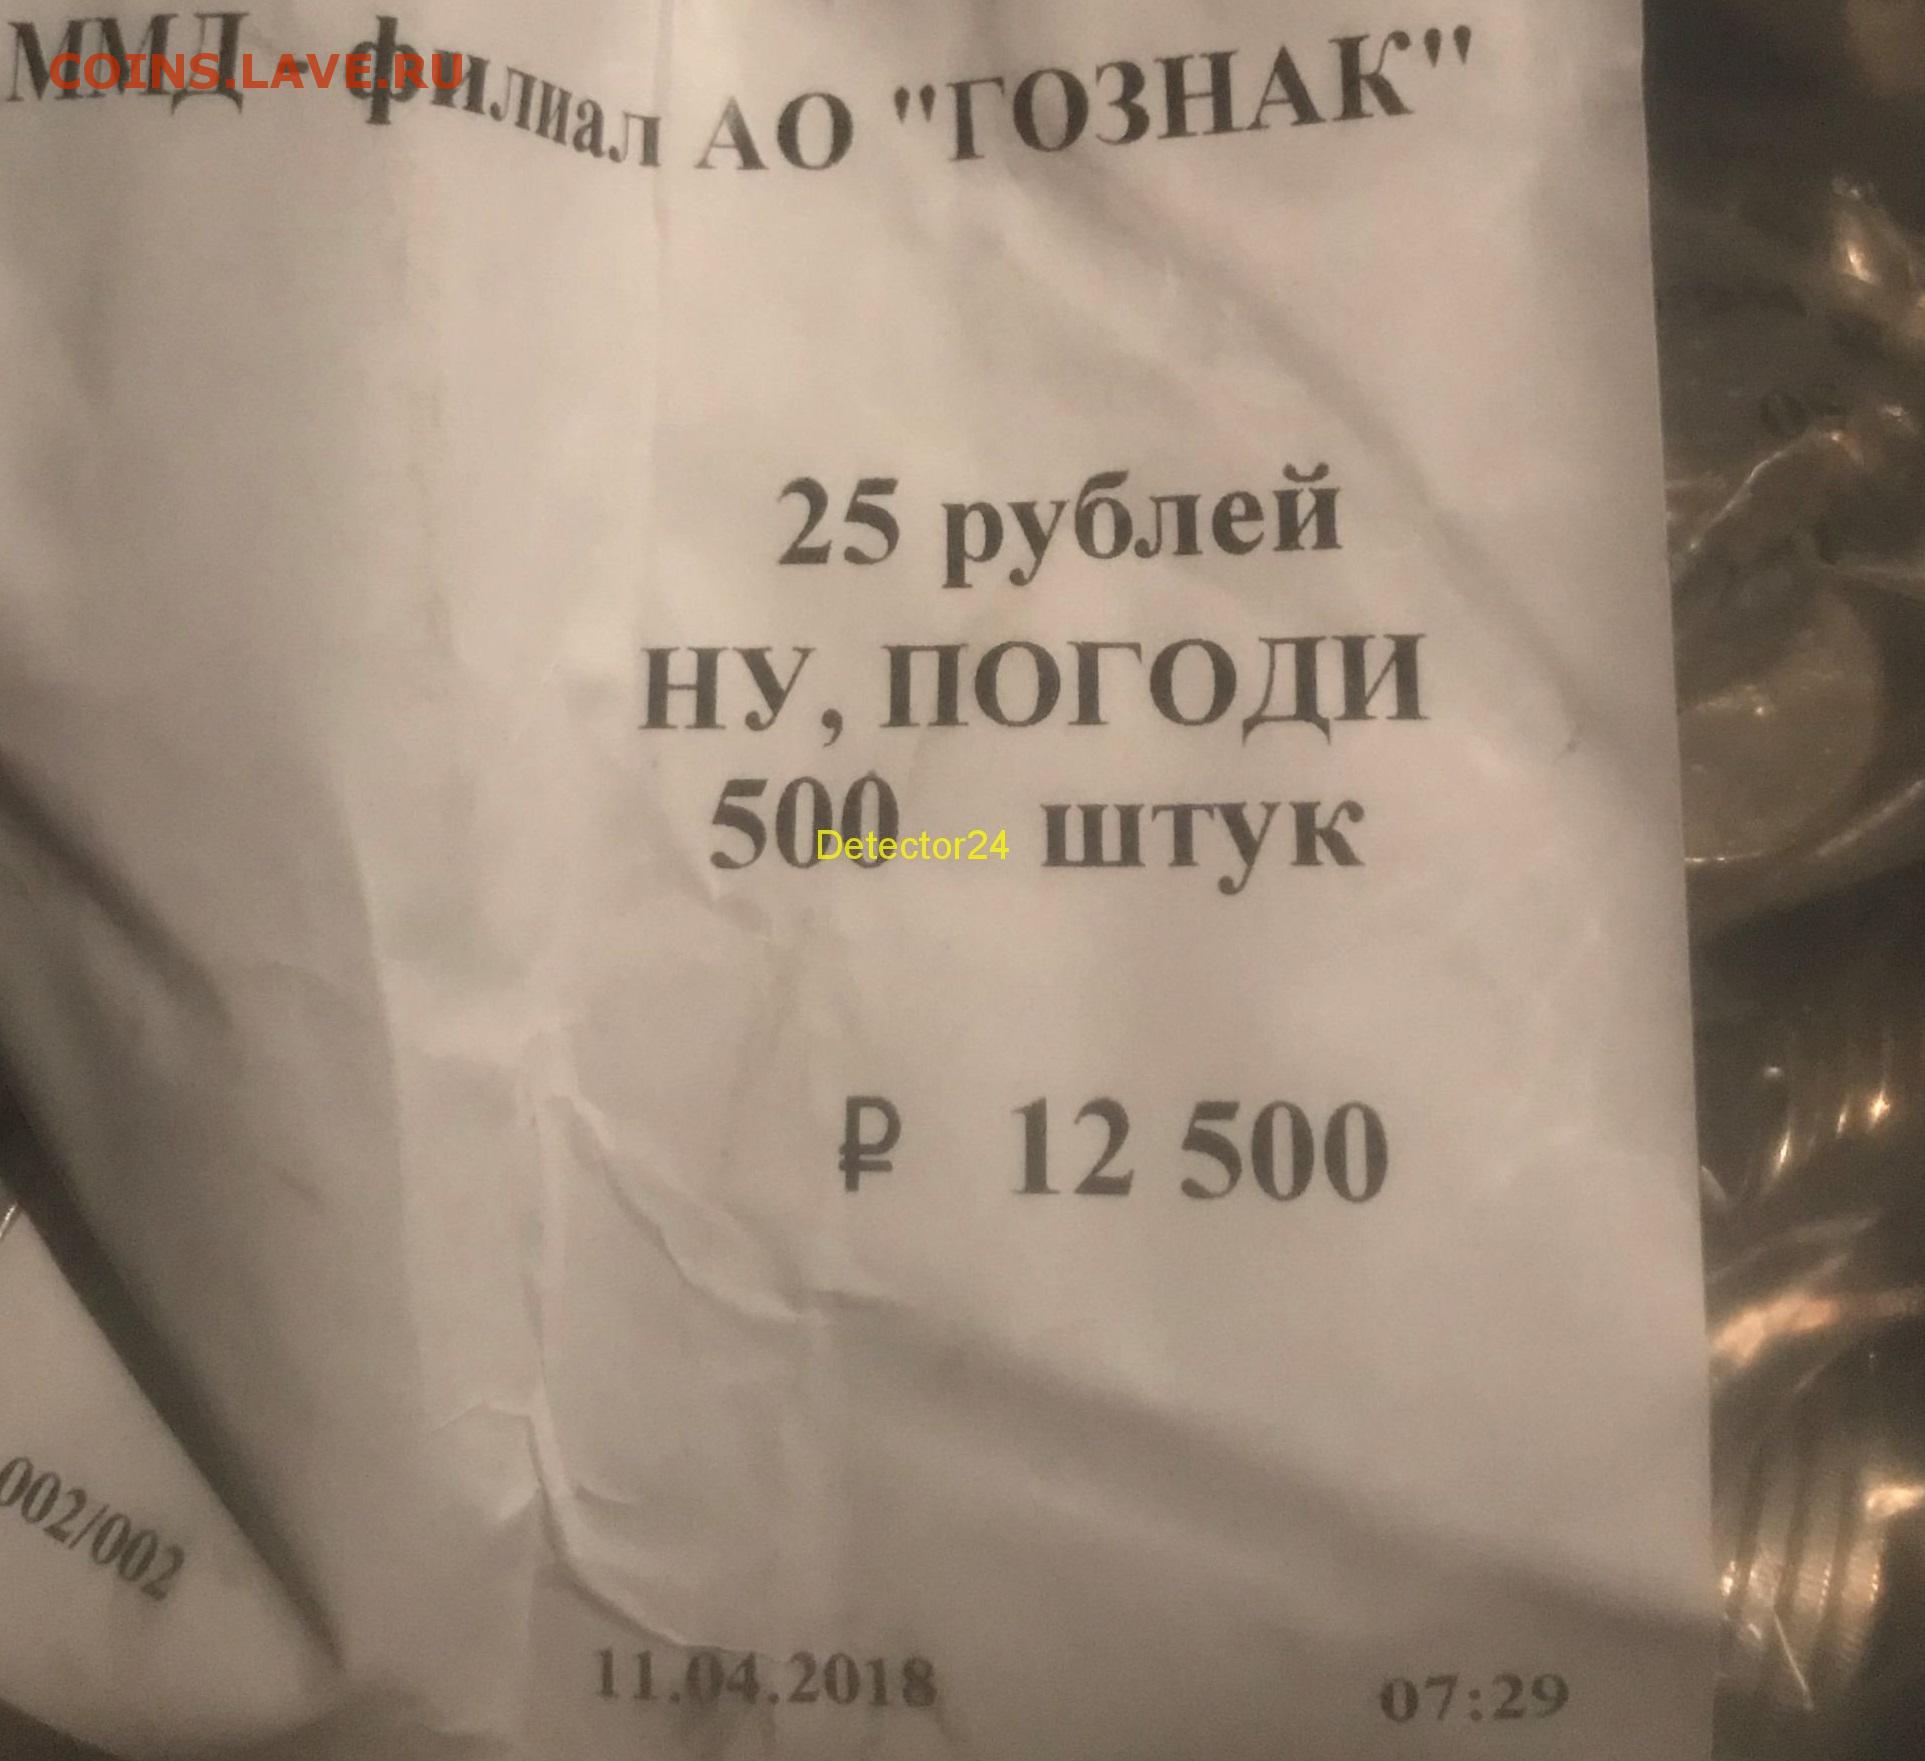 ММД - филиал АО "ГОЗНАК"
COINS.LAVE.RU
25 рублей
НУ, ПОГОДИ
500 штук
Detector24
₽ 12 500
002/002
11.04.2018 07:29